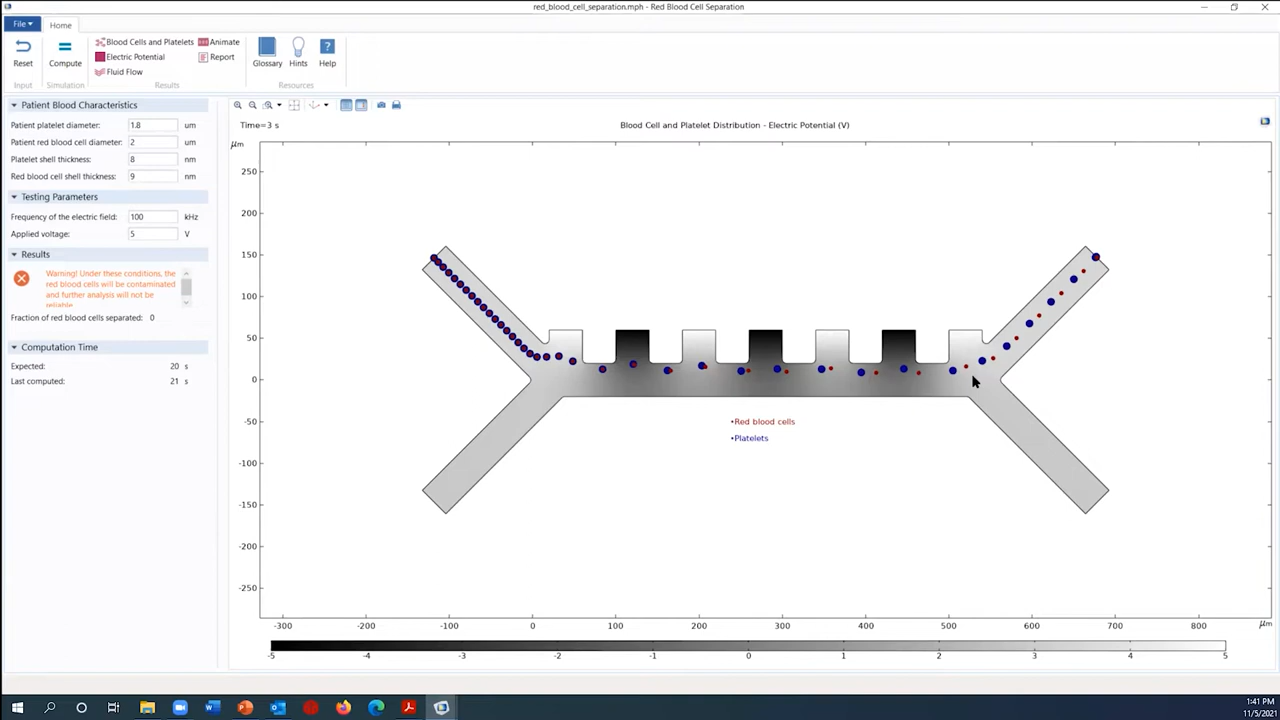 red_blood_cell_separation.mph - Red Blood Cell Separation
File
Home
Reset
Compute
Blood Cells and Platelets
Electric Potential
Fluid Flow
Animate
Report
Glossary
Hints
Help
Input
Simulation
Results
Resources
Patient Blood Characteristics
Patient platelet diameter: 1.8 um
Patient red blood cell diameter: 2 um
Platelet shell thickness: 8 nm
Red blood cell shell thickness: 9 nm
Testing Parameters
Frequency of the electric field: 100 kHz
Applied voltage: 5 V
Results
Warning! Under these conditions, the
red blood cells will be contaminated
and further analysis will not be
reliable
Fraction of red blood cells separated: 0
Computation Time
Expected: 20 s
Last computed: 21 s
Time=3 s
Blood Cell and Platelet Distribution - Electric Potential (V)
µm
250
200
150
100
50
0
-50
-100
-150
-200
-250
•Red blood cells
•Platelets
-300 -200 -100 0 100 200 300 400 500 600 700 800 µm
-5 -4 -3 -2 -1 0 1 2 3 4 5
1:41 PM
11/5/2021